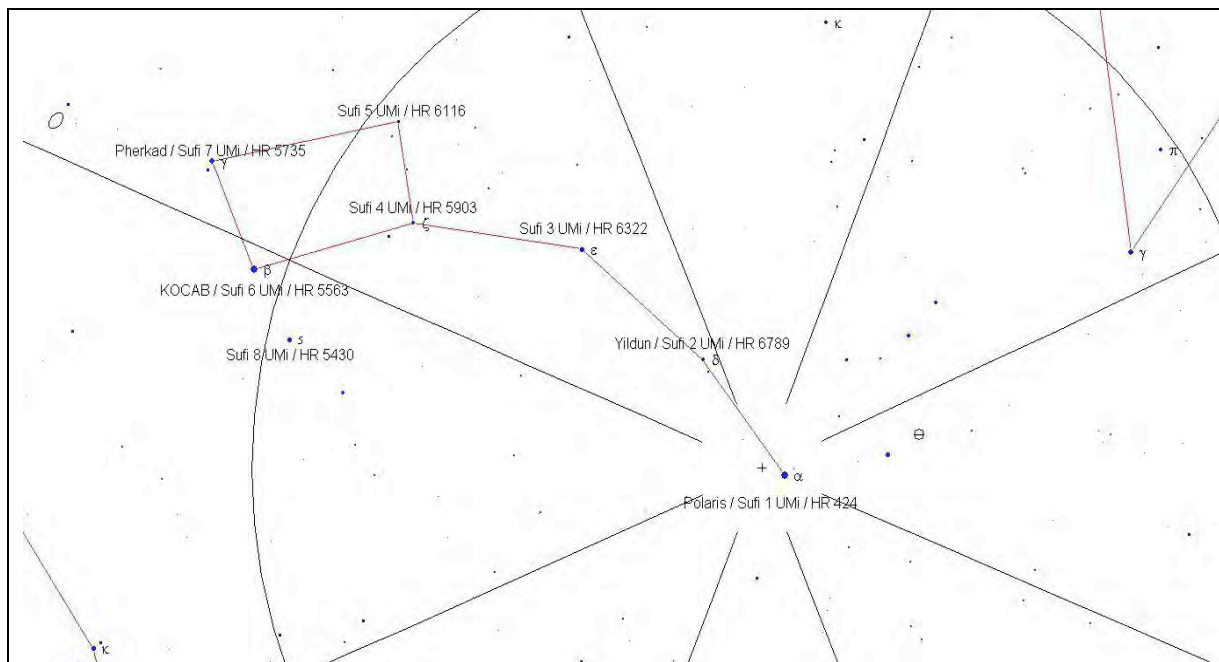 κ
Sufi 5 UMi / HR 6116
Pherkad / Sufi 7 UMi / HR 5735
γ
π
Sufi 4 UMi / HR 5903
ζ
Sufi 3 UMi / HR 6322
ε
γ
β
KOCAB / Sufi 6 UMi / HR 5563
s
Sufi 8 UMi / HR 5430
Yildun / Sufi 2 UMi / HR 6789
δ
α
Polaris / Sufi 1 UMi / HR 424
κ